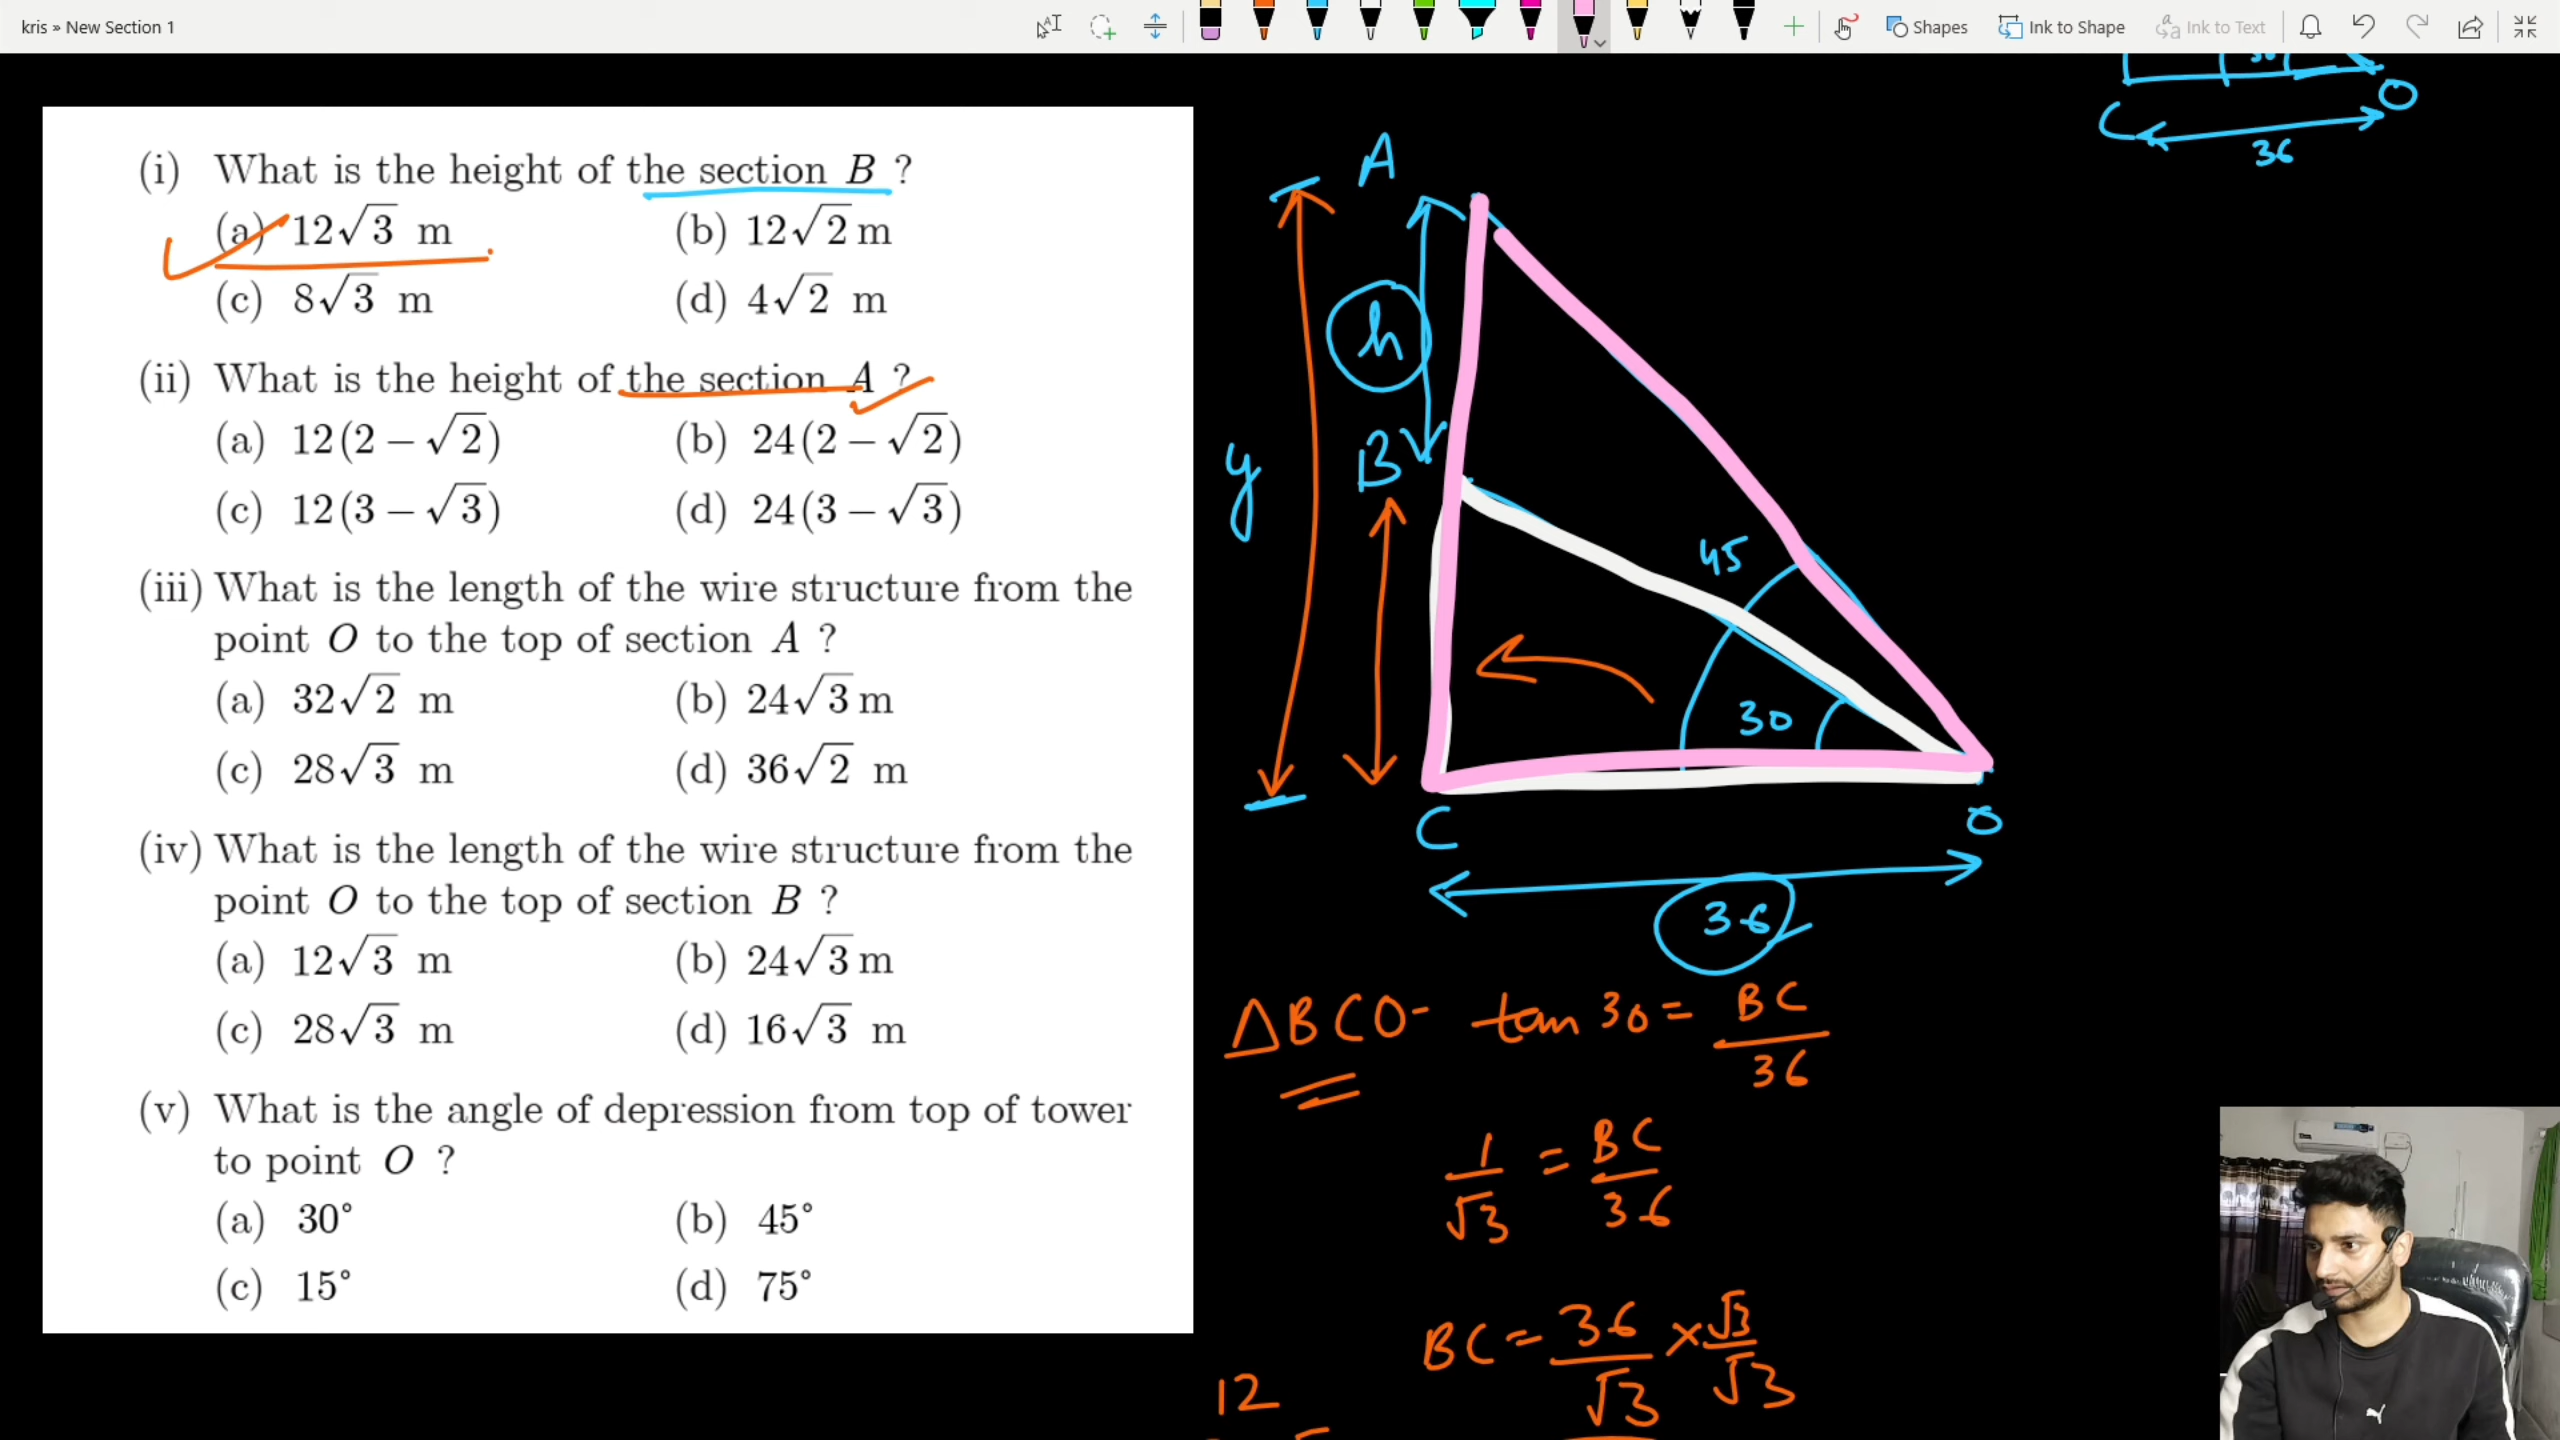 kris » New Section 1
Shapes
Ink to Shape
Ink to Text
(i) What is the height of the section B ?
(a) 12√3 m (b) 12√2 m
(c) 8√3 m (d) 4√2 m
(ii) What is the height of the section A ?
(a) 12(2 − √2) (b) 24(2 − √2)
(c) 12(3 − √3) (d) 24(3 − √3)
(iii) What is the length of the wire structure from the
point O to the top of section A ?
(a) 32√2 m (b) 24√3 m
(c) 28√3 m (d) 36√2 m
(iv) What is the length of the wire structure from the
point O to the top of section B ?
(a) 12√3 m (b) 24√3 m
(c) 28√3 m (d) 16√3 m
(v) What is the angle of depression from top of tower
to point O ?
(a) 30° (b) 45°
(c) 15° (d) 75°
C O
36
A
h
y B
45
30
C O
36
△BCO- tan 30 = BC/36
1/√3 = BC/36
BC = 36/√3 × √3/√3
12